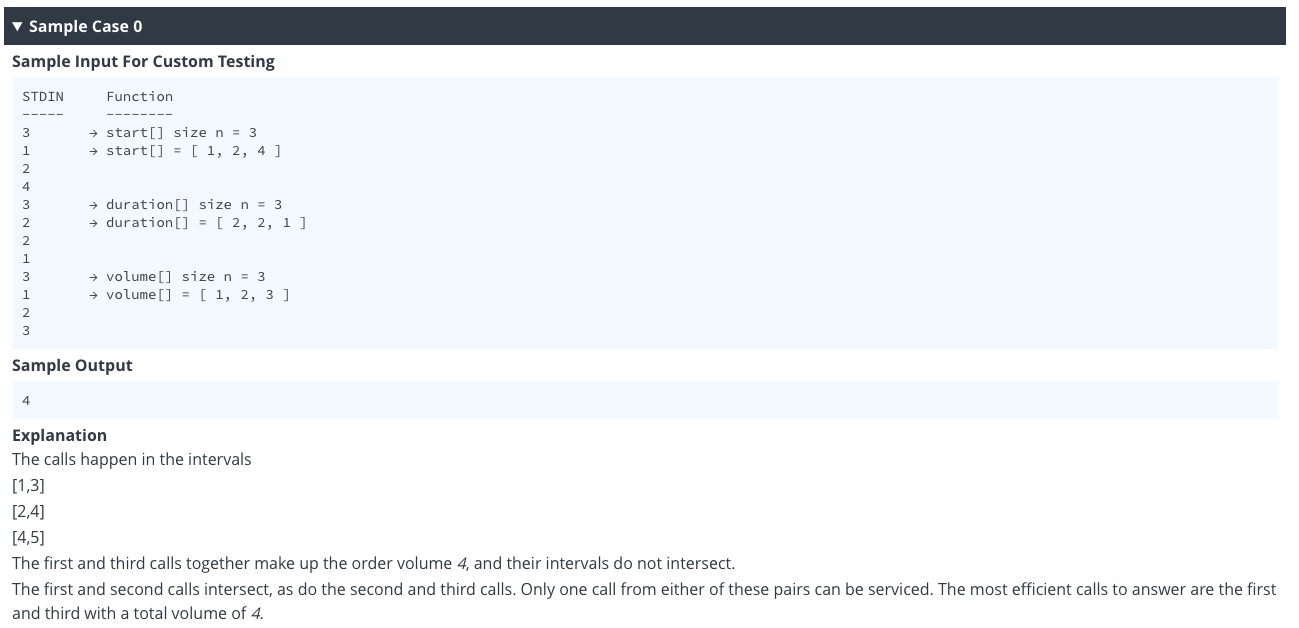 ▼ Sample Case 0
Sample Input For Custom Testing
STDIN     Function
-----     --------
3       → start[] size n = 3
1       → start[] = [ 1, 2, 4 ]
2
4
3       → duration[] size n = 3
2       → duration[] = [ 2, 2, 1 ]
2
1
3       → volume[] size n = 3
1       → volume[] = [ 1, 2, 3 ]
2
3
Sample Output
4
Explanation
The calls happen in the intervals
[1,3]
[2,4]
[4,5]
The first and third calls together make up the order volume 4, and their intervals do not intersect.
The first and second calls intersect, as do the second and third calls. Only one call from either of these pairs can be serviced. The most efficient calls to answer are the first
and third with a total volume of 4.